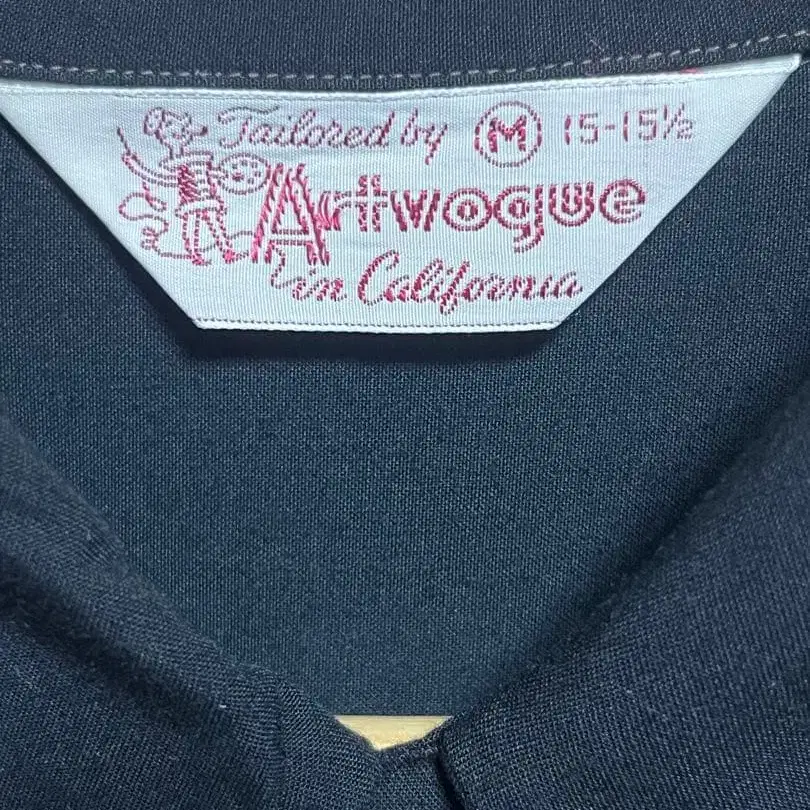 Tailored by M 15-15½
Artvogue
in California